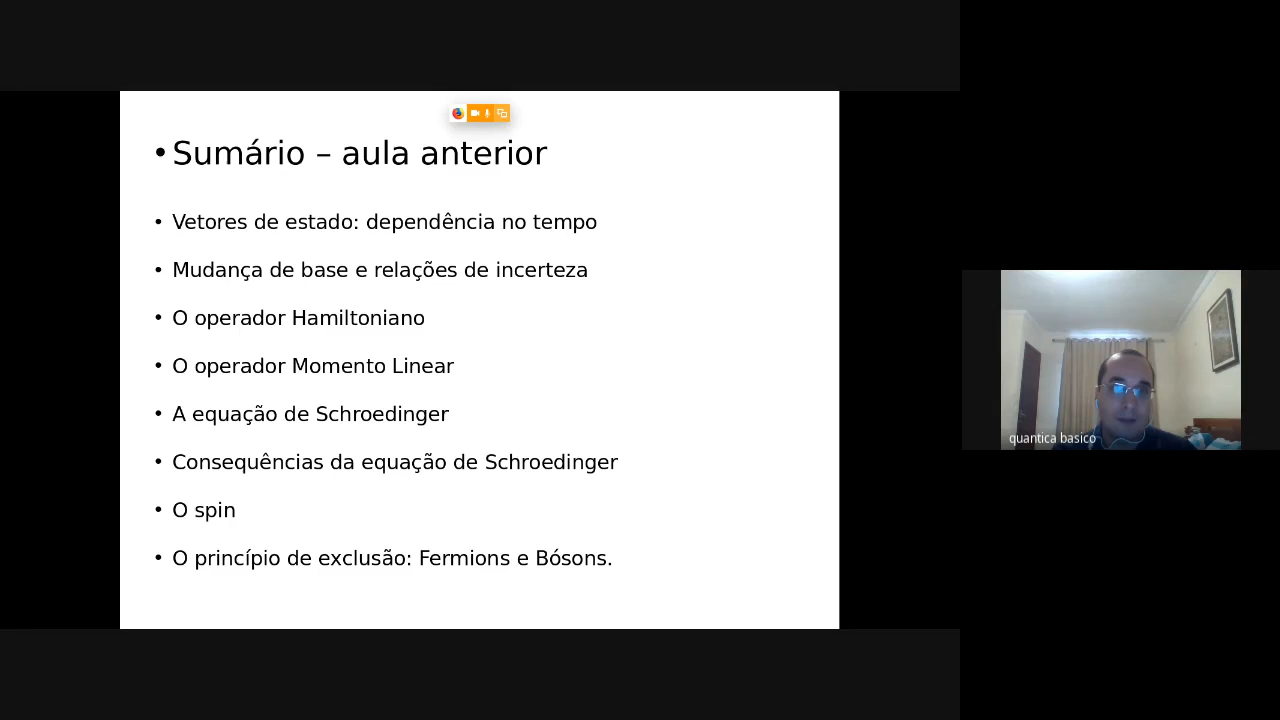 •Sumário – aula anterior
• Vetores de estado: dependência no tempo
• Mudança de base e relações de incerteza
• O operador Hamiltoniano
• O operador Momento Linear
• A equação de Schroedinger
• Consequências da equação de Schroedinger
• O spin
• O princípio de exclusão: Fermions e Bósons.
quantica basico